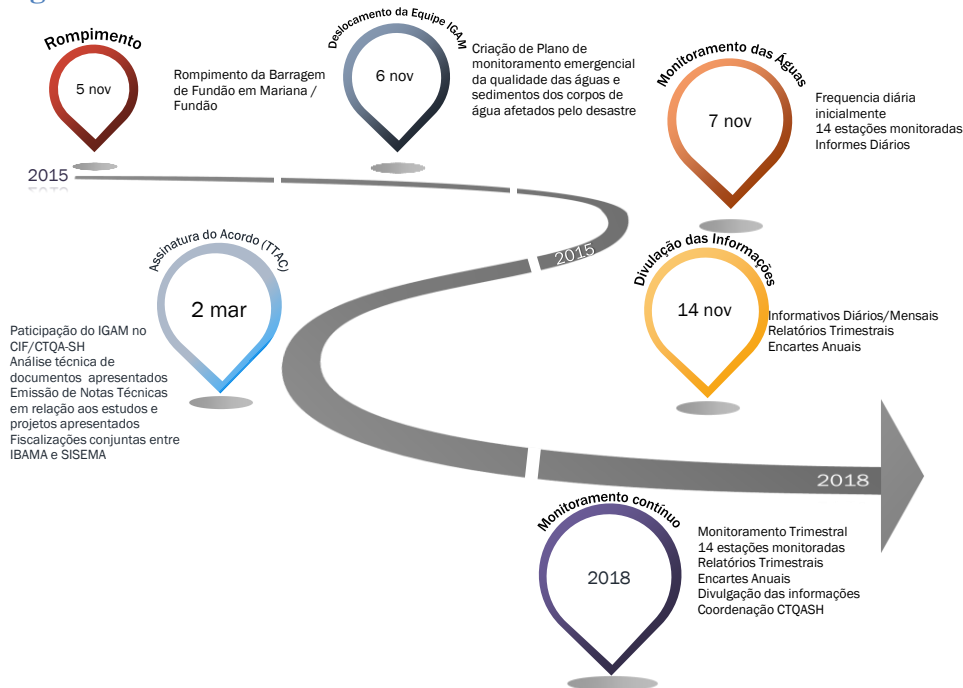 Rompimento
5 nov
Rompimento da Barragem
de Fundão em Mariana /
Fundão
Deslocamento da Equipe IGAM
6 nov
Criação de Plano de
monitoramento emergencial
da qualidade das águas e
sedimentos dos corpos de
água afetados pelo desastre
Monitoramento das Águas
7 nov
Frequencia diária
inicialmente
14 estações monitoradas
Informes Diários
2015
2015
Divulação das Informações
14 nov
Informativos Diários/Mensais
Relatórios Trimestrais
Encartes Anuais
Assinatura do Acordo (TTAC)
2 mar
Paticipação do IGAM no
CIF/CTQA-SH
Análise técnica de
documentos apresentados
Emissão de Notas Técnicas
em relação aos estudos e
projetos apresentados
Fiscalizações conjuntas entre
IBAMA e SISEMA
2018
Monitoramento contínuo
2018
Monitoramento Trimestral
14 estações monitoradas
Relatórios Trimestrais
Encartes Anuais
Divulgação das informações
Coordenação CTQASH